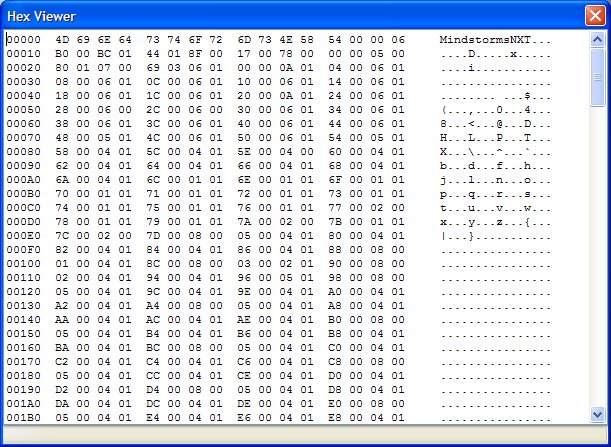 Hex Viewer
00000 4D 69 6E 64 73 74 6F 72 6D 73 4E 58 54 00 00 06 MindstormsNXT...
00010 B0 00 BC 01 44 01 8F 00 17 00 78 00 00 00 05 00 ....D.....x.....
00020 80 01 07 00 69 03 06 01 00 00 0A 01 04 00 06 01 ....i...........
00030 08 00 06 01 0C 00 06 01 10 00 06 01 14 00 06 01 ................
00040 18 00 06 01 1C 00 06 01 20 00 0A 01 24 00 06 01 ........ ...$...
00050 28 00 06 00 2C 00 06 00 30 00 06 01 34 00 06 01 (...,...0...4...
00060 38 00 06 01 3C 00 06 01 40 00 06 01 44 00 06 01 8...<...@...D...
00070 48 00 05 01 4C 00 06 01 50 00 06 01 54 00 05 01 H...L...P...T...
00080 58 00 04 01 5C 00 04 01 5E 00 04 00 60 00 04 01 X...\...^...`...
00090 62 00 04 01 64 00 04 01 66 00 04 01 68 00 04 01 b...d...f...h...
000A0 6A 00 04 01 6C 00 01 01 6E 00 01 01 6F 00 01 01 j...l...n...o...
000B0 70 00 01 01 71 00 01 01 72 00 01 01 73 00 01 01 p...q...r...s...
000C0 74 00 01 01 75 00 01 01 76 00 01 01 77 00 02 00 t...u...v...w...
000D0 78 00 01 01 79 00 01 01 7A 00 02 00 7B 00 01 01 x...y...z...{...
000E0 7C 00 02 00 7D 00 08 00 05 00 04 01 80 00 04 01 |...}...........
000F0 82 00 04 01 84 00 04 01 86 00 04 01 88 00 08 00 ................
00100 01 00 04 01 8C 00 08 00 03 00 02 01 90 00 08 00 ................
00110 02 00 04 01 94 00 04 01 96 00 05 01 98 00 08 00 ................
00120 05 00 04 01 9C 00 04 01 9E 00 04 01 A0 00 04 01 ................
00130 A2 00 04 01 A4 00 08 00 05 00 04 01 A8 00 04 01 ................
00140 AA 00 04 01 AC 00 04 01 AE 00 04 01 B0 00 08 00 ................
00150 05 00 04 01 B4 00 04 01 B6 00 04 01 B8 00 04 01 ................
00160 BA 00 04 01 BC 00 08 00 05 00 04 01 C0 00 04 01 ................
00170 C2 00 04 01 C4 00 04 01 C6 00 04 01 C8 00 08 00 ................
00180 05 00 04 01 CC 00 04 01 CE 00 04 01 D0 00 04 01 ................
00190 D2 00 04 01 D4 00 08 00 05 00 04 01 D8 00 04 01 ................
001A0 DA 00 04 01 DC 00 04 01 DE 00 04 01 E0 00 08 00 ................
001B0 05 00 04 01 E4 00 04 01 E6 00 04 01 E8 00 04 01 ................